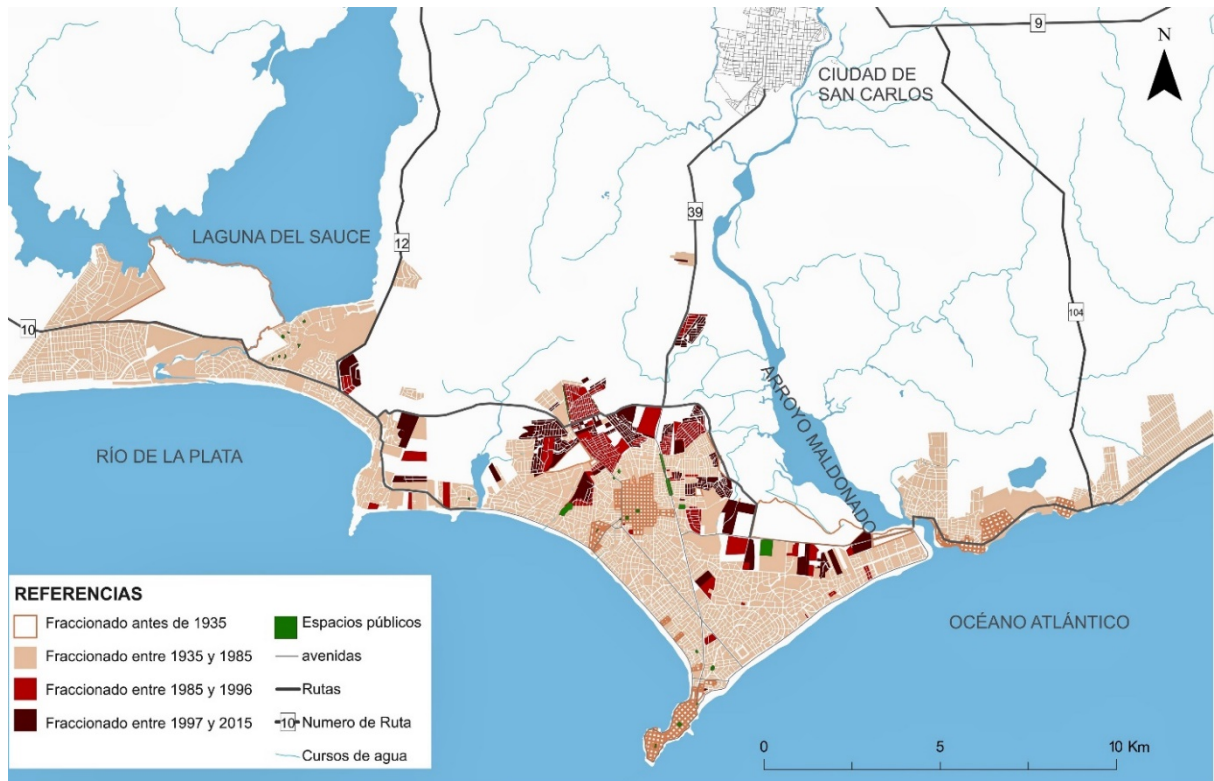 9
N
CIUDAD DE
SAN CARLOS
39
LAGUNA DEL SAUCE
12
10
104
ARROYO MALDONADO
RÍO DE LA PLATA
OCÉANO ATLÁNTICO
REFERENCIAS
Fraccionado antes de 1935
Fraccionado entre 1935 y 1985
Fraccionado entre 1985 y 1996
Fraccionado entre 1997 y 2015
Espacios públicos
avenidas
Rutas
10 Numero de Ruta
Cursos de agua
0 5 10 Km